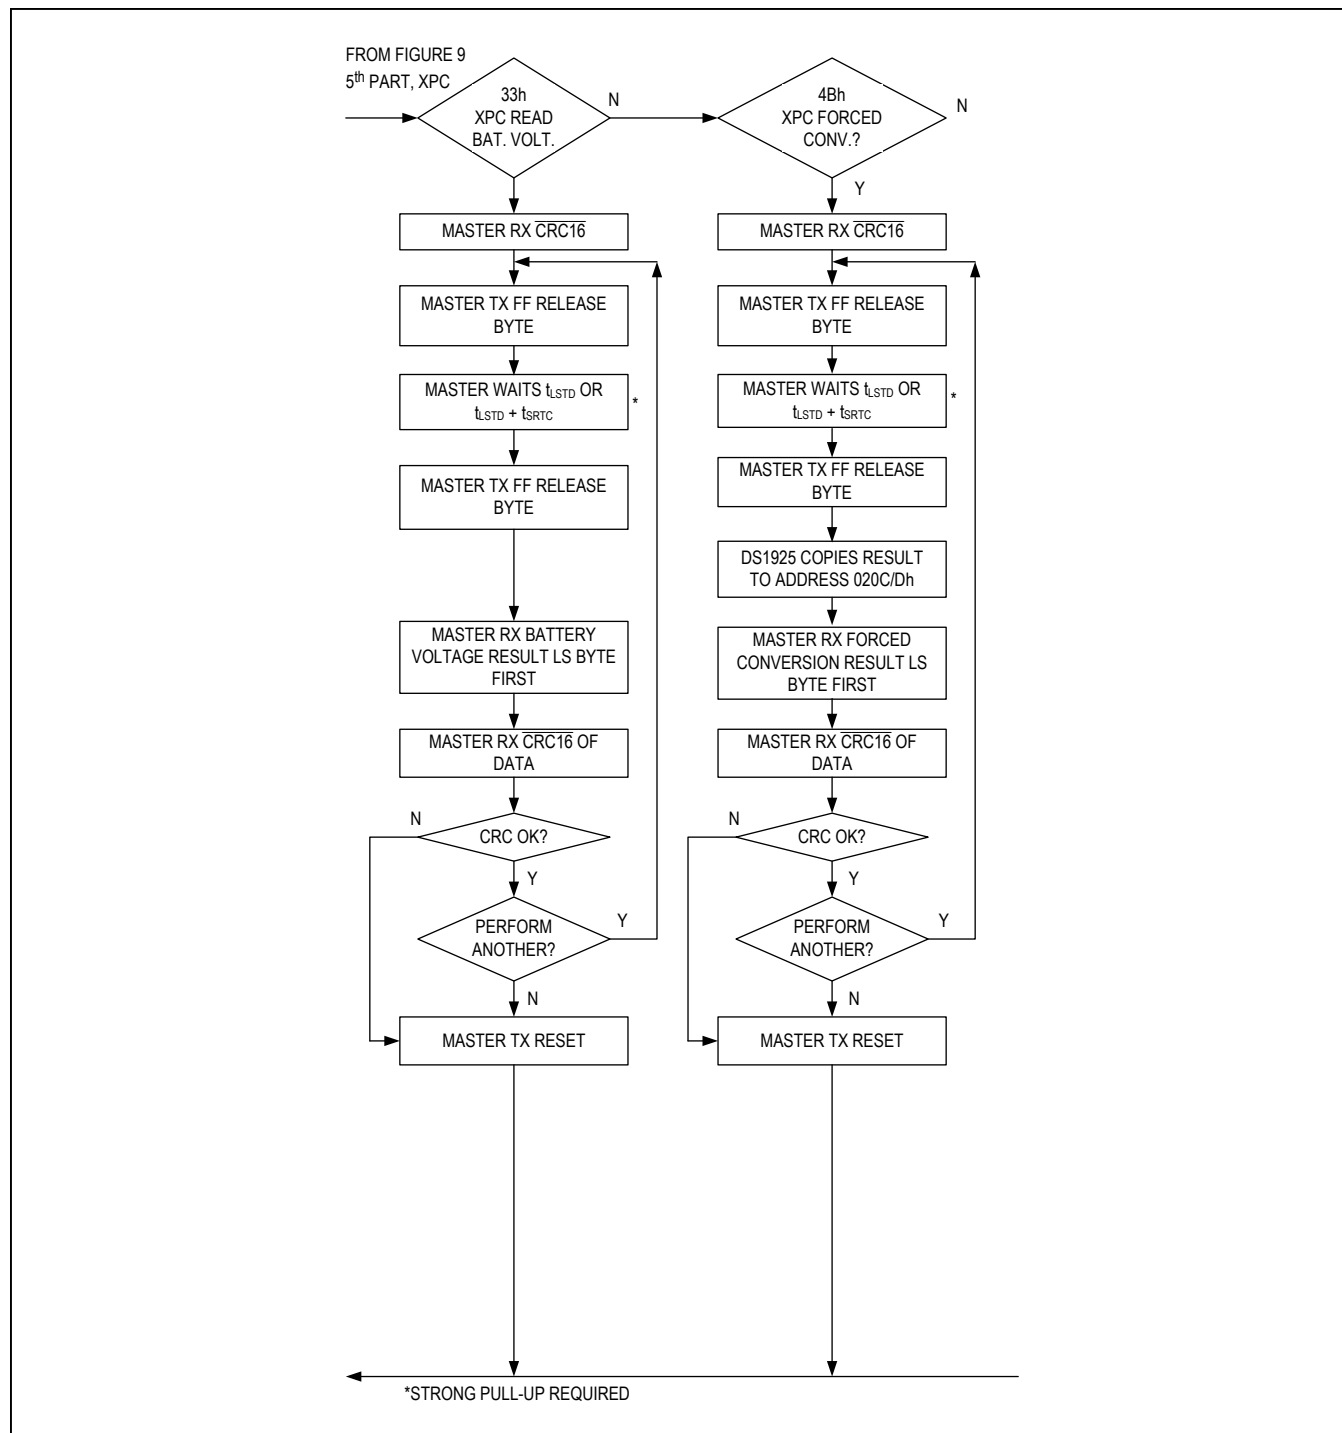 FROM FIGURE 9
5th PART, XPC
33h
XPC READ
BAT. VOLT.
N
4Bh
XPC FORCED
CONV.?
N
Y
MASTER RX CRC16
MASTER TX FF RELEASE
BYTE
MASTER WAITS tLSTD OR
tLSTD + tSRTC
*
MASTER TX FF RELEASE
BYTE
MASTER RX BATTERY
VOLTAGE RESULT LS BYTE
FIRST
MASTER RX CRC16 OF
DATA
N
CRC OK?
Y
PERFORM
ANOTHER?
Y
N
MASTER TX RESET
MASTER RX CRC16
MASTER TX FF RELEASE
BYTE
MASTER WAITS tLSTD OR
tLSTD + tSRTC
*
MASTER TX FF RELEASE
BYTE
DS1925 COPIES RESULT
TO ADDRESS 020C/Dh
MASTER RX FORCED
CONVERSION RESULT LS
BYTE FIRST
MASTER RX CRC16 OF
DATA
N
CRC OK?
Y
PERFORM
ANOTHER?
Y
N
MASTER TX RESET
*STRONG PULL-UP REQUIRED